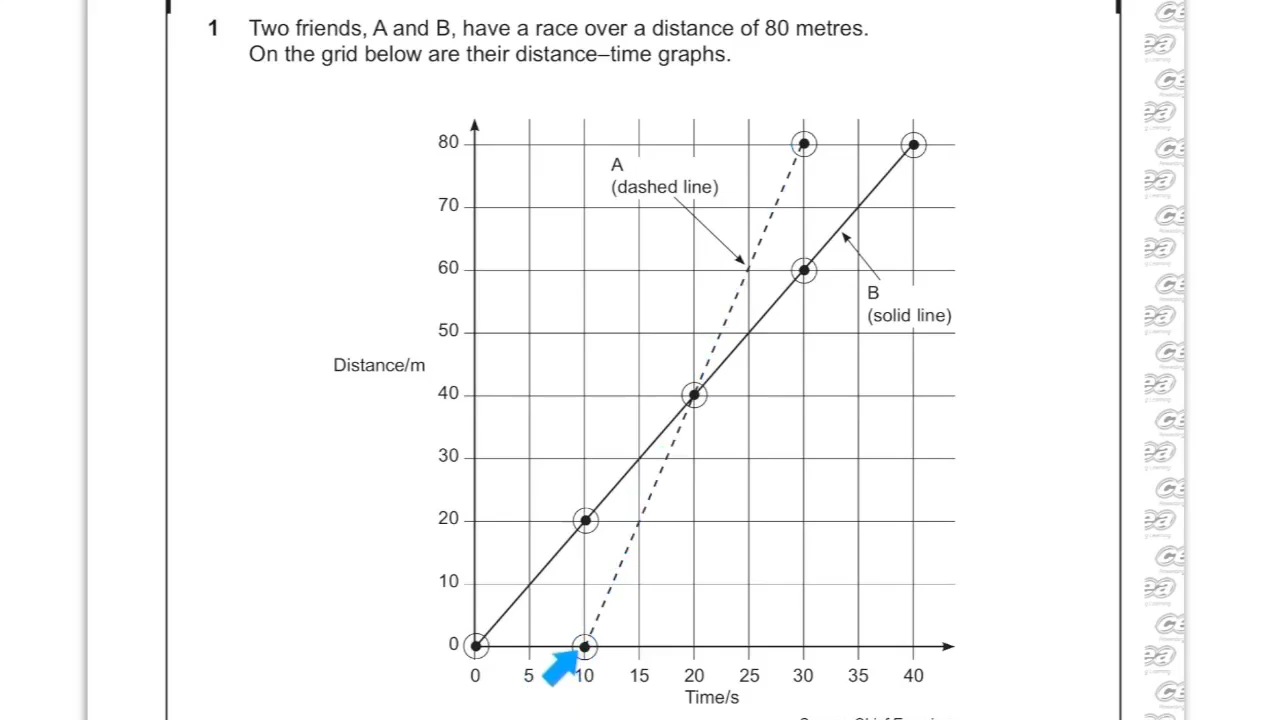 1 Two friends, A and B, have a race over a distance of 80 metres.
On the grid below are their distance–time graphs.
80
A
(dashed line)
70
60
B
(solid line)
50
Distance/m
40
30
20
10
0
0 5 10 15 20 25 30 35 40
Time/s